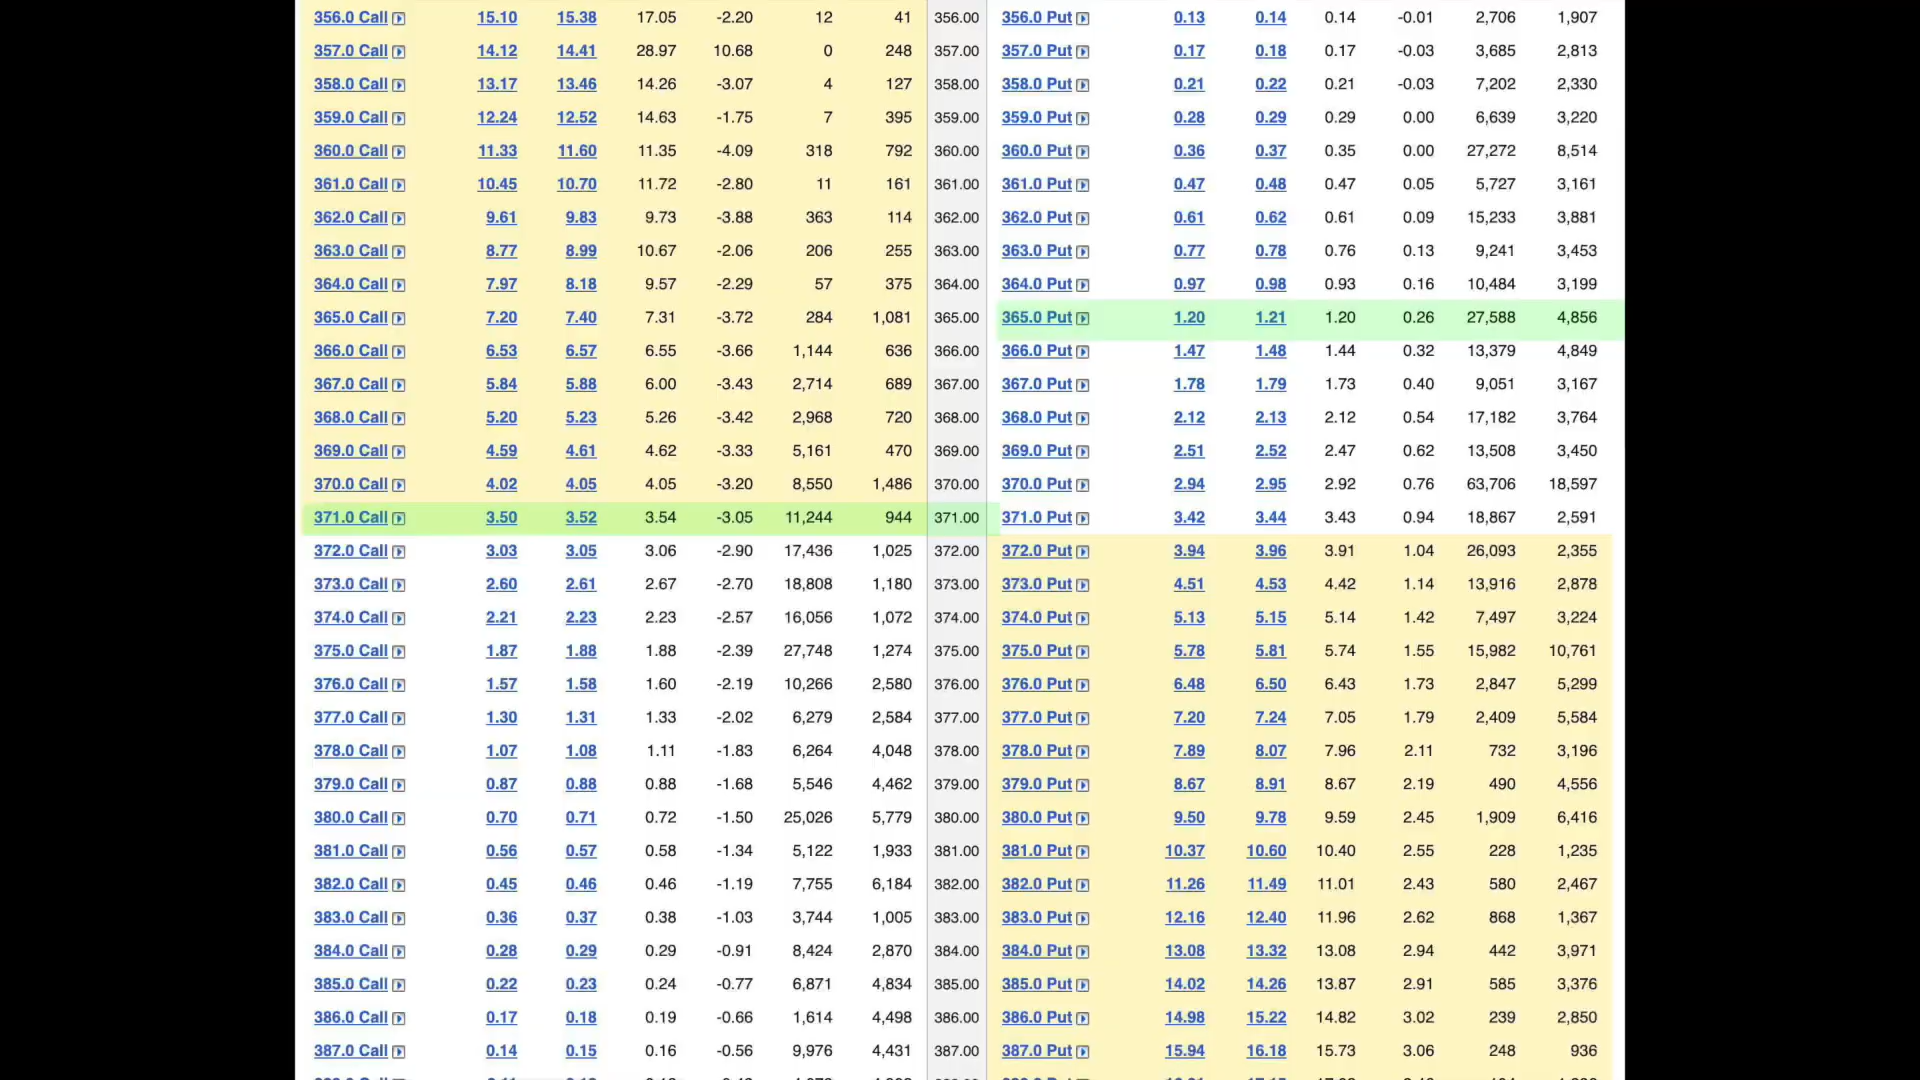 356.0 Call 15.10 15.38 17.05 -2.20 12 41 356.00 356.0 Put 0.13 0.14 0.14 -0.01 2,706 1,907
357.0 Call 14.12 14.41 28.97 10.68 0 248 357.00 357.0 Put 0.17 0.18 0.17 -0.03 3,685 2,813
358.0 Call 13.17 13.46 14.26 -3.07 4 127 358.00 358.0 Put 0.21 0.22 0.21 -0.03 7,202 2,330
359.0 Call 12.24 12.52 14.63 -1.75 7 395 359.00 359.0 Put 0.28 0.29 0.29 0.00 6,639 3,220
360.0 Call 11.33 11.60 11.35 -4.09 318 792 360.00 360.0 Put 0.36 0.37 0.35 0.00 27,272 8,514
361.0 Call 10.45 10.70 11.72 -2.80 11 161 361.00 361.0 Put 0.47 0.48 0.47 0.05 5,727 3,161
362.0 Call 9.61 9.83 9.73 -3.88 363 114 362.00 362.0 Put 0.61 0.62 0.61 0.09 15,233 3,881
363.0 Call 8.77 8.99 10.67 -2.06 206 255 363.00 363.0 Put 0.77 0.78 0.76 0.13 9,241 3,453
364.0 Call 7.97 8.18 9.57 -2.29 57 375 364.00 364.0 Put 0.97 0.98 0.93 0.16 10,484 3,199
365.0 Call 7.20 7.40 7.31 -3.72 284 1,081 365.00 365.0 Put 1.20 1.21 1.20 0.26 27,588 4,856
366.0 Call 6.53 6.57 6.55 -3.66 1,144 636 366.00 366.0 Put 1.47 1.48 1.44 0.32 13,379 4,849
367.0 Call 5.84 5.88 6.00 -3.43 2,714 689 367.00 367.0 Put 1.78 1.79 1.73 0.40 9,051 3,167
368.0 Call 5.20 5.23 5.26 -3.42 2,968 720 368.00 368.0 Put 2.12 2.13 2.12 0.54 17,182 3,764
369.0 Call 4.59 4.61 4.62 -3.33 5,161 470 369.00 369.0 Put 2.51 2.52 2.47 0.62 13,508 3,450
370.0 Call 4.02 4.05 4.05 -3.20 8,550 1,486 370.00 370.0 Put 2.94 2.95 2.92 0.76 63,706 18,597
371.0 Call 3.50 3.52 3.54 -3.05 11,244 944 371.00 371.0 Put 3.42 3.44 3.43 0.94 18,867 2,591
372.0 Call 3.03 3.05 3.06 -2.90 17,436 1,025 372.00 372.0 Put 3.94 3.96 3.91 1.04 26,093 2,355
373.0 Call 2.60 2.61 2.67 -2.70 18,808 1,180 373.00 373.0 Put 4.51 4.53 4.42 1.14 13,916 2,878
374.0 Call 2.21 2.23 2.23 -2.57 16,056 1,072 374.00 374.0 Put 5.13 5.15 5.14 1.42 7,497 3,224
375.0 Call 1.87 1.88 1.88 -2.39 27,748 1,274 375.00 375.0 Put 5.78 5.81 5.74 1.55 15,982 10,761
376.0 Call 1.57 1.58 1.60 -2.19 10,266 2,580 376.00 376.0 Put 6.48 6.50 6.43 1.73 2,847 5,299
377.0 Call 1.30 1.31 1.33 -2.02 6,279 2,584 377.00 377.0 Put 7.20 7.24 7.05 1.79 2,409 5,584
378.0 Call 1.07 1.08 1.11 -1.83 6,264 4,048 378.00 378.0 Put 7.89 8.07 7.96 2.11 732 3,196
379.0 Call 0.87 0.88 0.88 -1.68 5,546 4,462 379.00 379.0 Put 8.67 8.91 8.67 2.19 490 4,556
380.0 Call 0.70 0.71 0.72 -1.50 25,026 5,779 380.00 380.0 Put 9.50 9.78 9.59 2.45 1,909 6,416
381.0 Call 0.56 0.57 0.58 -1.34 5,122 1,933 381.00 381.0 Put 10.37 10.60 10.40 2.55 228 1,235
382.0 Call 0.45 0.46 0.46 -1.19 7,755 6,184 382.00 382.0 Put 11.26 11.49 11.01 2.43 580 2,467
383.0 Call 0.36 0.37 0.38 -1.03 3,744 1,005 383.00 383.0 Put 12.16 12.40 11.96 2.62 868 1,367
384.0 Call 0.28 0.29 0.29 -0.91 8,424 2,870 384.00 384.0 Put 13.08 13.32 13.08 2.94 442 3,971
385.0 Call 0.22 0.23 0.24 -0.77 6,871 4,834 385.00 385.0 Put 14.02 14.26 13.87 2.91 585 3,376
386.0 Call 0.17 0.18 0.19 -0.66 1,614 4,498 386.00 386.0 Put 14.98 15.22 14.82 3.02 239 2,850
387.0 Call 0.14 0.15 0.16 -0.56 9,976 4,431 387.00 387.0 Put 15.94 16.18 15.73 3.06 248 936